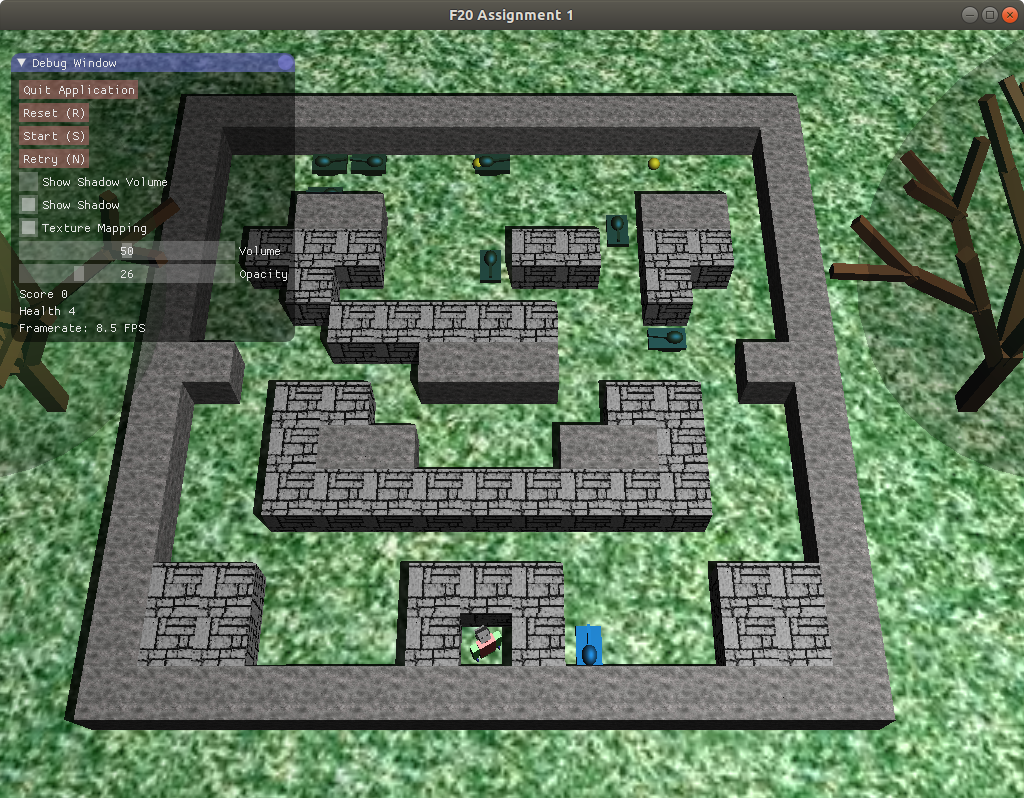 F20 Assignment 1
Debug Window
Quit Application
Reset (R)
Start (S)
Retry (N)
Show Shadow Volume
Show Shadow
Texture Mapping
50 Volume
26 Opacity
Score 0
Health 4
Framerate: 8.5 FPS